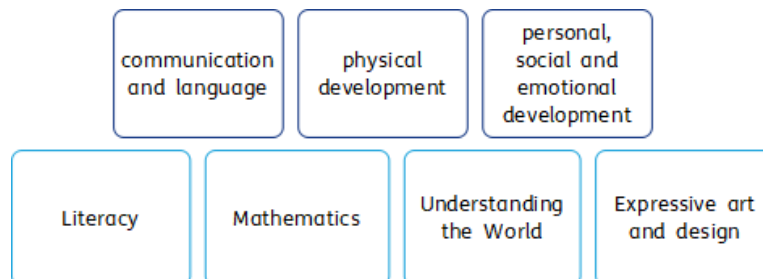 communication
and language
physical
development
personal,
social and
emotional
development
Literacy
Mathematics
Understanding
the World
Expressive art
and design